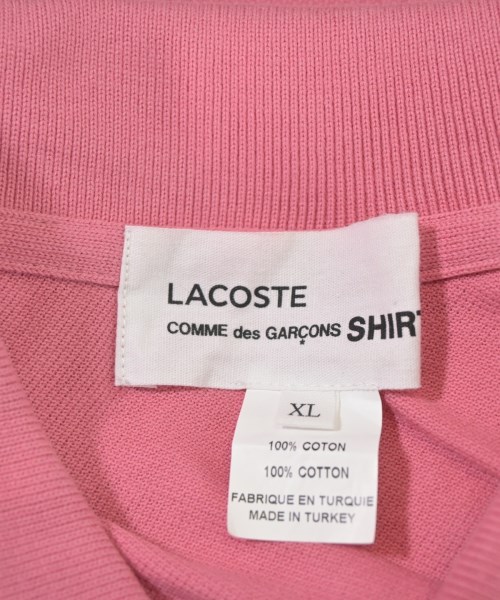 LACOSTE
COMME des GARÇONS SHIRT
XL
100% COTON
100% COTTON
FABRIQUE EN TURQUIE
MADE IN TURKEY